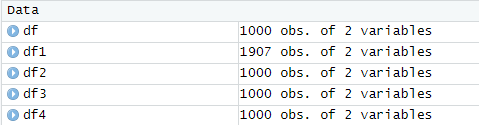 Data
df 1000 obs. of 2 variables
df1 1907 obs. of 2 variables
df2 1000 obs. of 2 variables
df3 1000 obs. of 2 variables
df4 1000 obs. of 2 variables